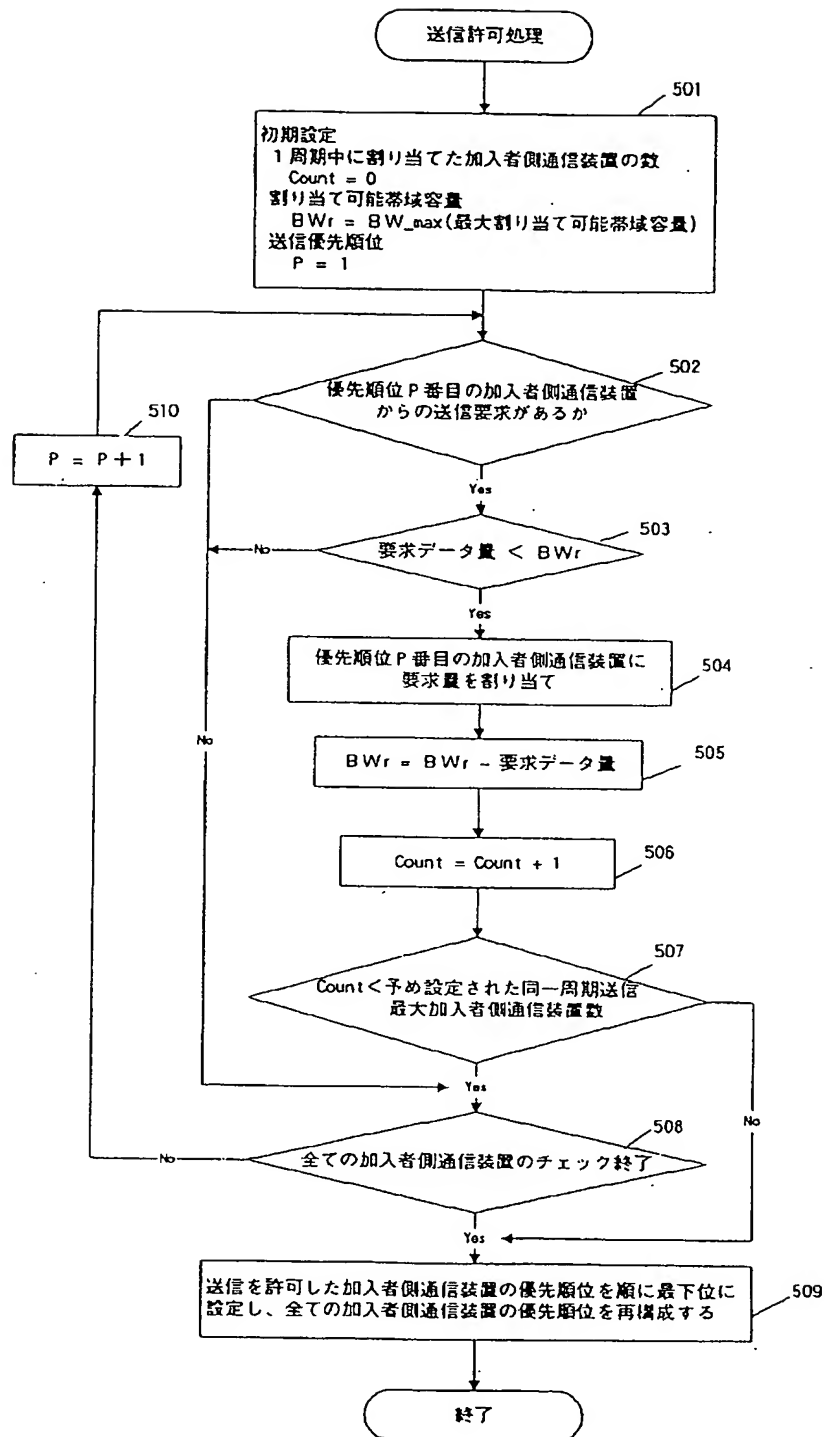 送信許可処理
501
初期設定
1周期中に割り当てた加入者側通信装置の数
Count = 0
割り当て可能帯域容量
BWr = BW_max(最大割り当て可能帯域容量)
送信優先順位
P = 1
502
優先順位P番目の加入者側通信装置
からの送信要求があるか
510
P = P+1
Yes
503
要求データ量 < BWr
No
Yes
優先順位P番目の加入者側通信装置に
要求量を割り当て
504
No
BWr = BWr - 要求データ量
505
Count = Count + 1
506
507
Count<予め設定された同一周期送信
最大加入者側通信装置数
Yes
No
508
全ての加入者側通信装置のチェック終了
No
Yes
送信を許可した加入者側通信装置の優先順位を順に最下位に
設定し、全ての加入者側通信装置の優先順位を再構成する
509
終了